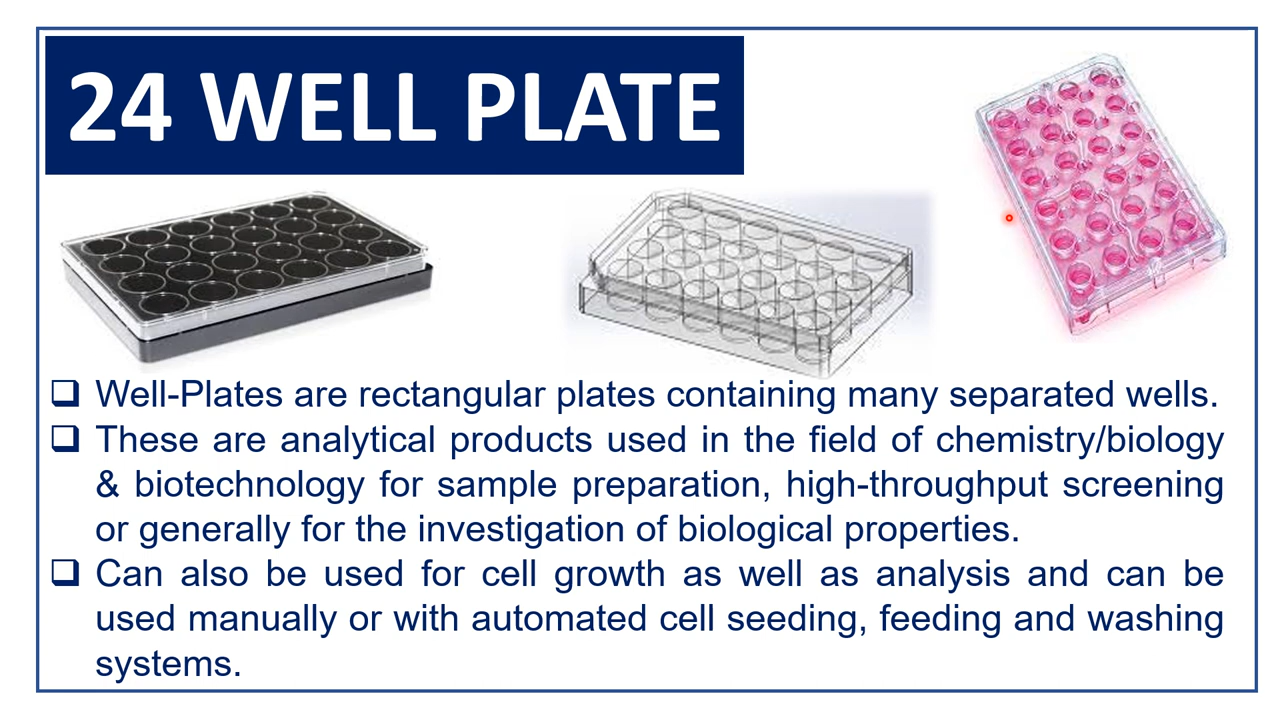 24 WELL PLATE
❑ Well-Plates are rectangular plates containing many separated wells.
❑ These are analytical products used in the field of chemistry/biology
& biotechnology for sample preparation, high-throughput screening
or generally for the investigation of biological properties.
❑ Can also be used for cell growth as well as analysis and can be
used manually or with automated cell seeding, feeding and washing
systems.